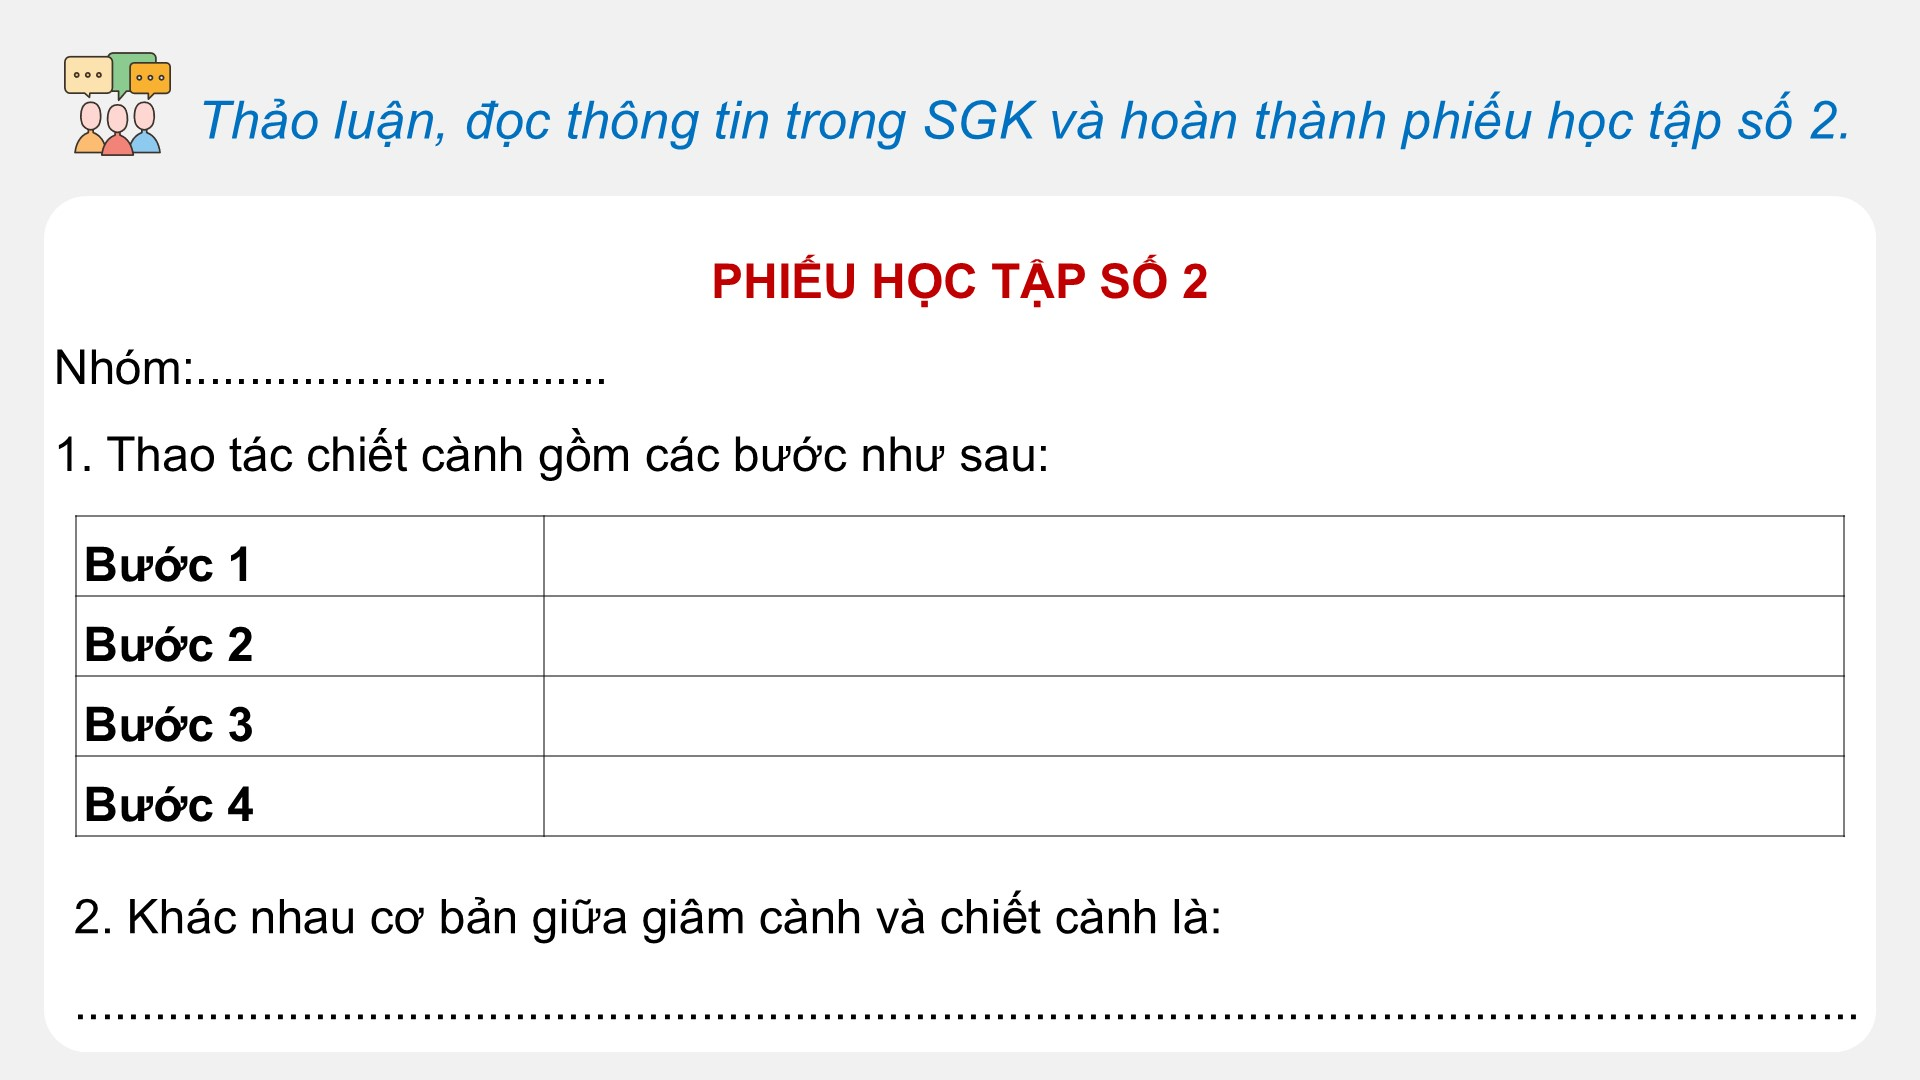 Thảo luận, đọc thông tin trong SGK và hoàn thành phiếu học tập số 2.
PHIẾU HỌC TẬP SỐ 2
Nhóm:...............................
1. Thao tác chiết cành gồm các bước như sau:
Bước 1
Bước 2
Bước 3
Bước 4
2. Khác nhau cơ bản giữa giâm cành và chiết cành là:
.......................................................................................................................................